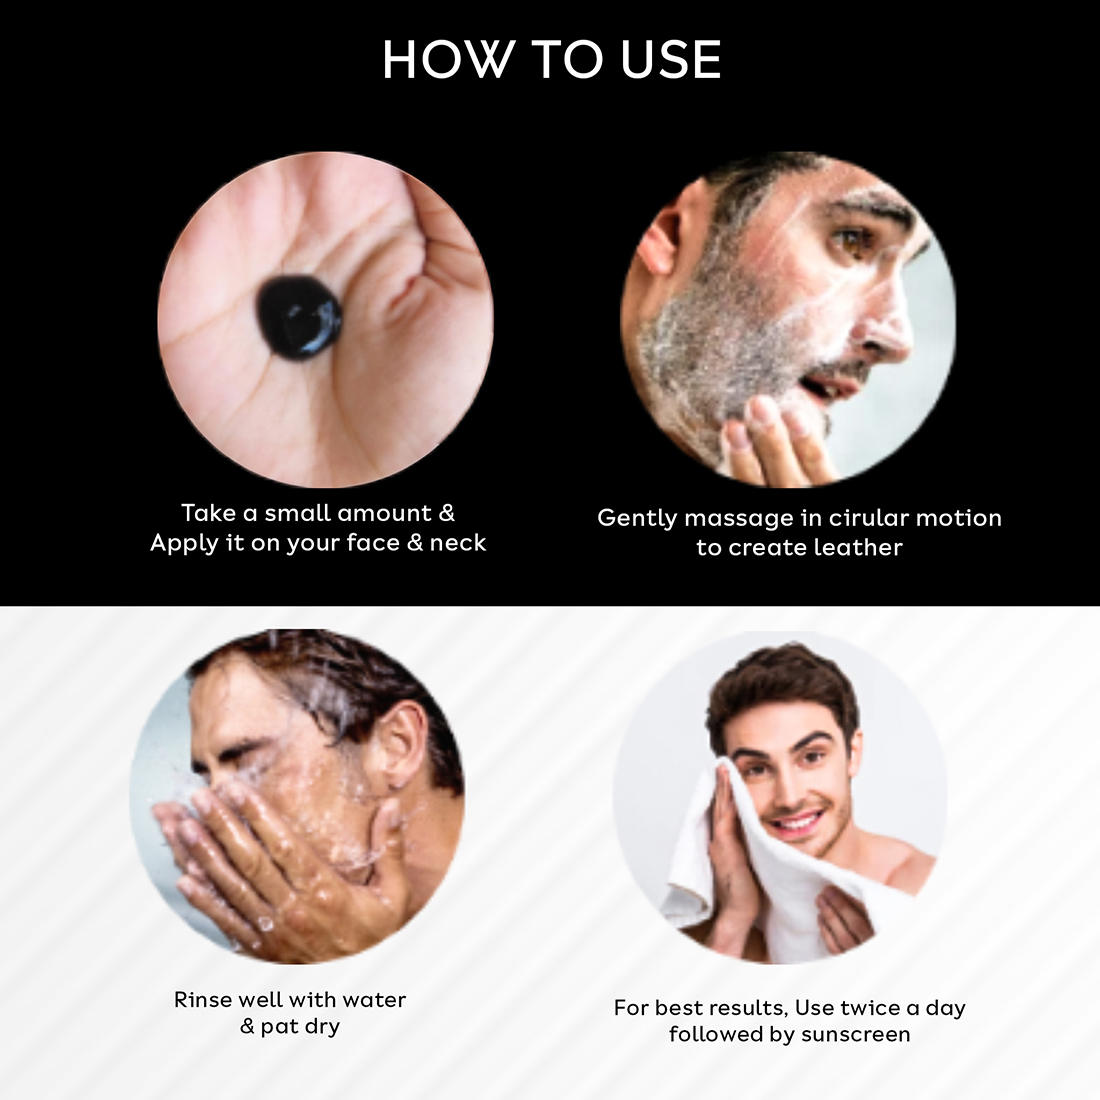 HOW TO USE
Take a small amount &
Apply it on your face & neck
Gently massage in cirular motion
to create leather
Rinse well with water
& pat dry
For best results, Use twice a day
followed by sunscreen